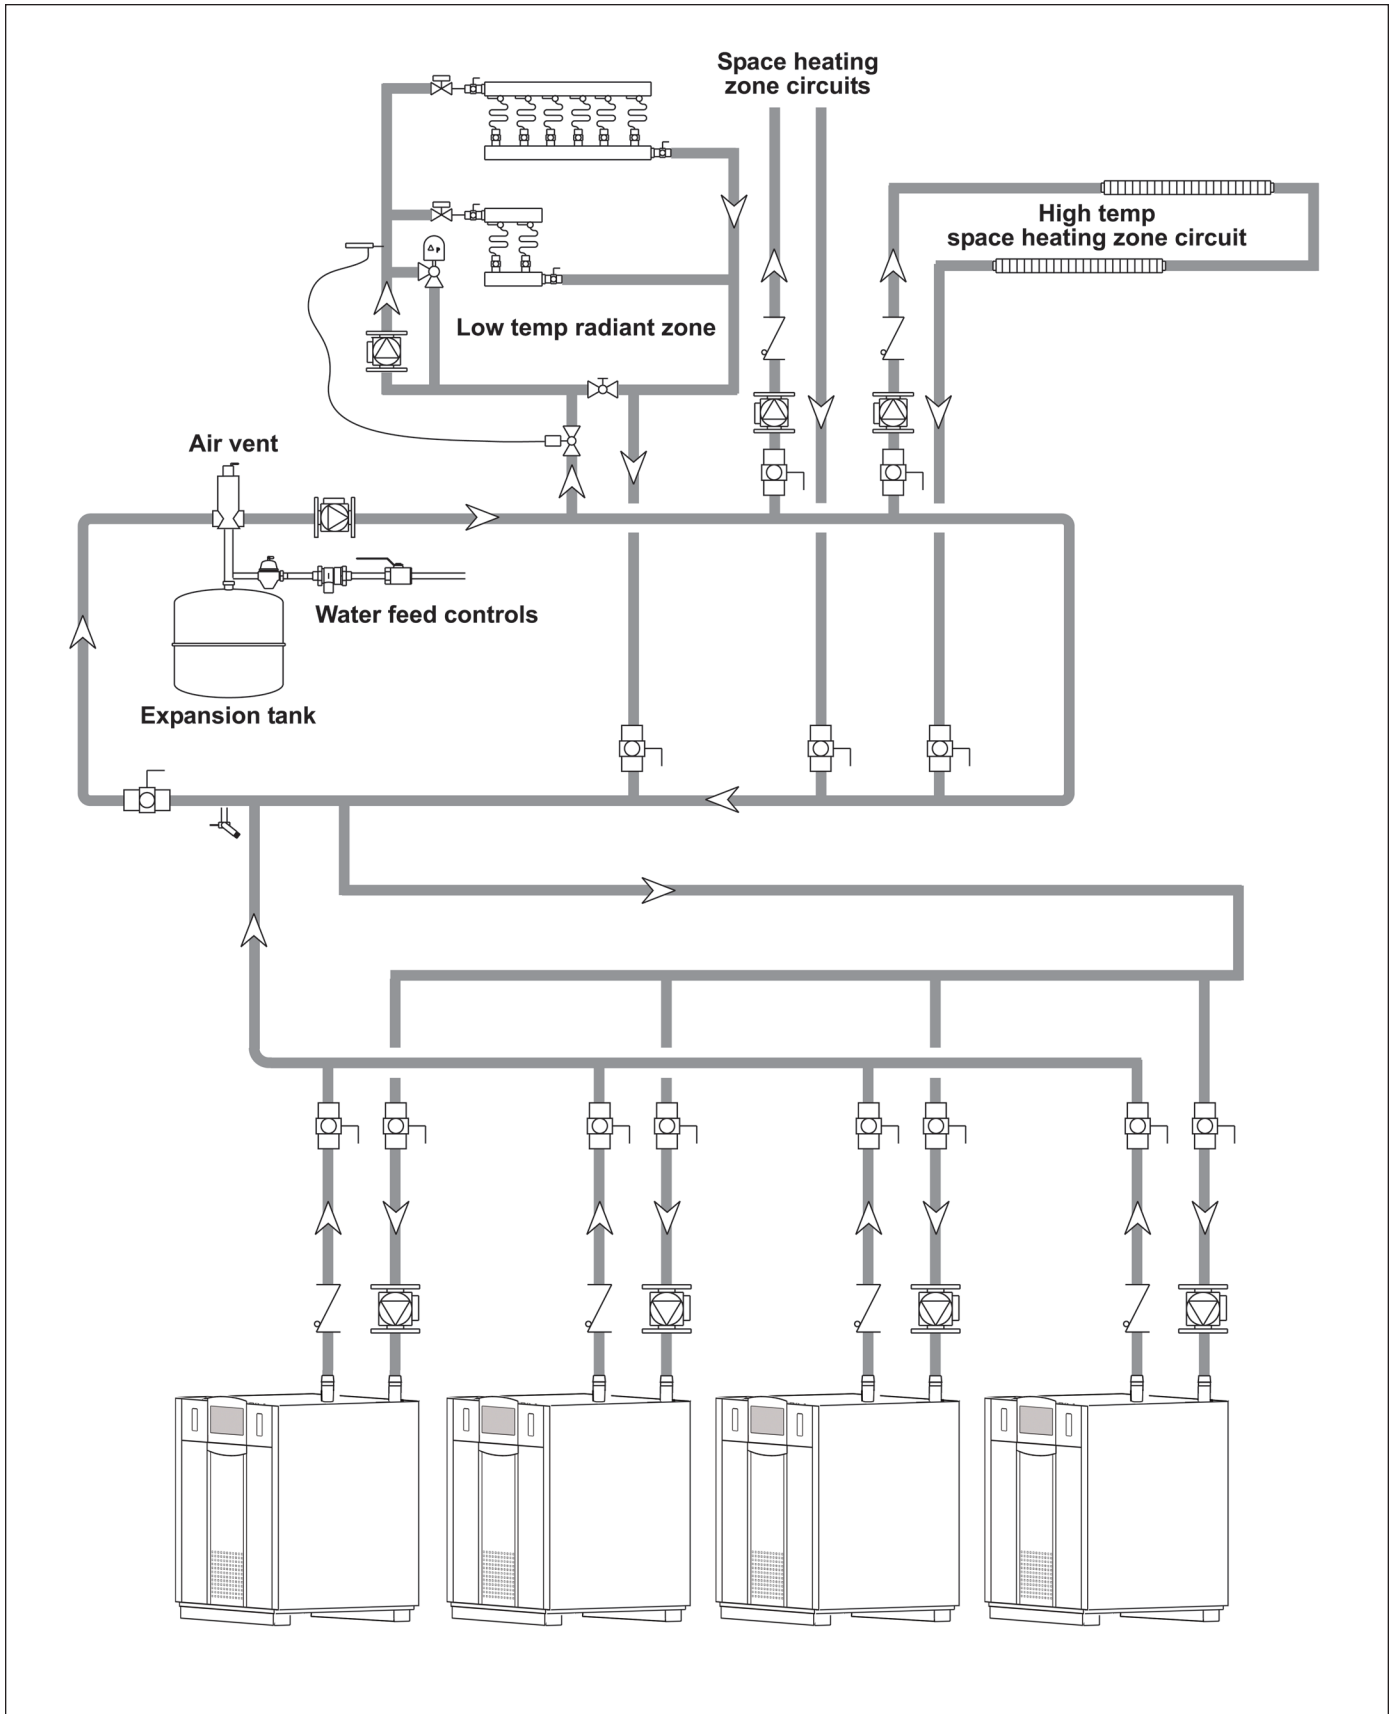 Space heating
zone circuits
High temp
space heating zone circuit
Δ P
Low temp radiant zone
Air vent
Water feed controls
Expansion tank